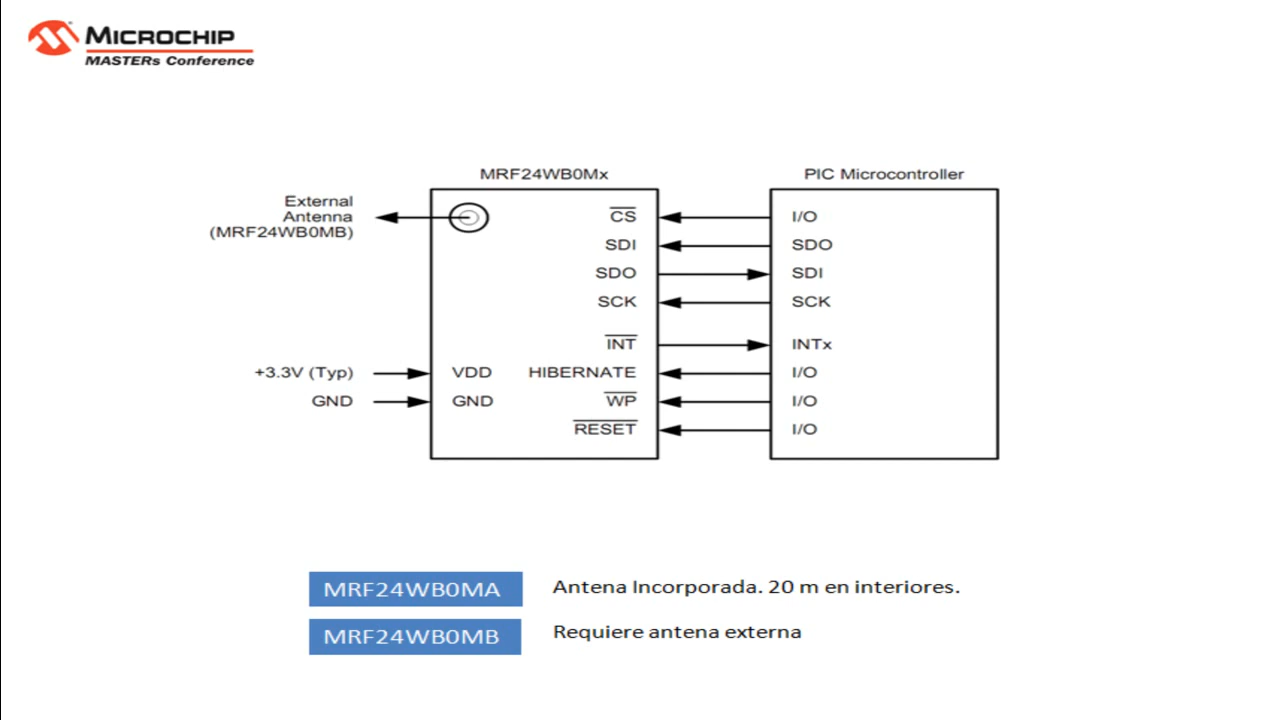 MICROCHIP
MASTERs Conference
MRF24WB0Mx
PIC Microcontroller
External
Antenna
(MRF24WB0MB)
CS
I/O
SDI
SDO
SDO
SDI
SCK
SCK
INT
INTx
+3.3V (Typ)
VDD
HIBERNATE
I/O
GND
GND
WP
I/O
RESET
I/O
MRF24WB0MA
Antena Incorporada. 20 m en interiores.
MRF24WB0MB
Requiere antena externa